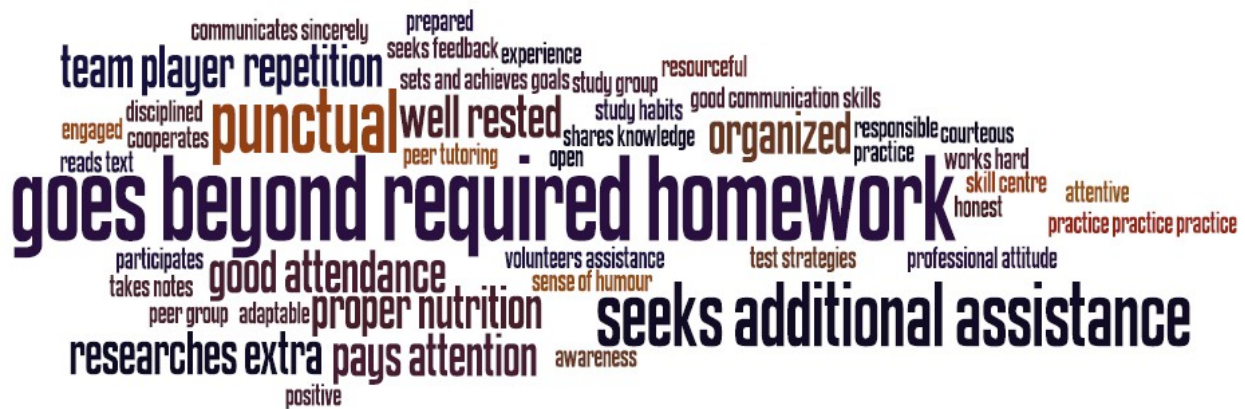 communicates sincerely
prepared
seeks feedback
experience
team player
repetition
sets and achieves goals
study group
resourceful
disciplined
punctual
well rested
study habits
good communication skills
engaged
cooperates
shares knowledge
organized
responsible
courteous
reads text
peer tutoring
open
practice
works hard
goes beyond required homework
skill centre
attentive
honest
practice practice practice
participates
good attendance
volunteers assistance
test strategies
professional attitude
takes notes
sense of humour
peer group
adaptable
proper nutrition
seeks additional assistance
researches extra
pays attention
awareness
positive